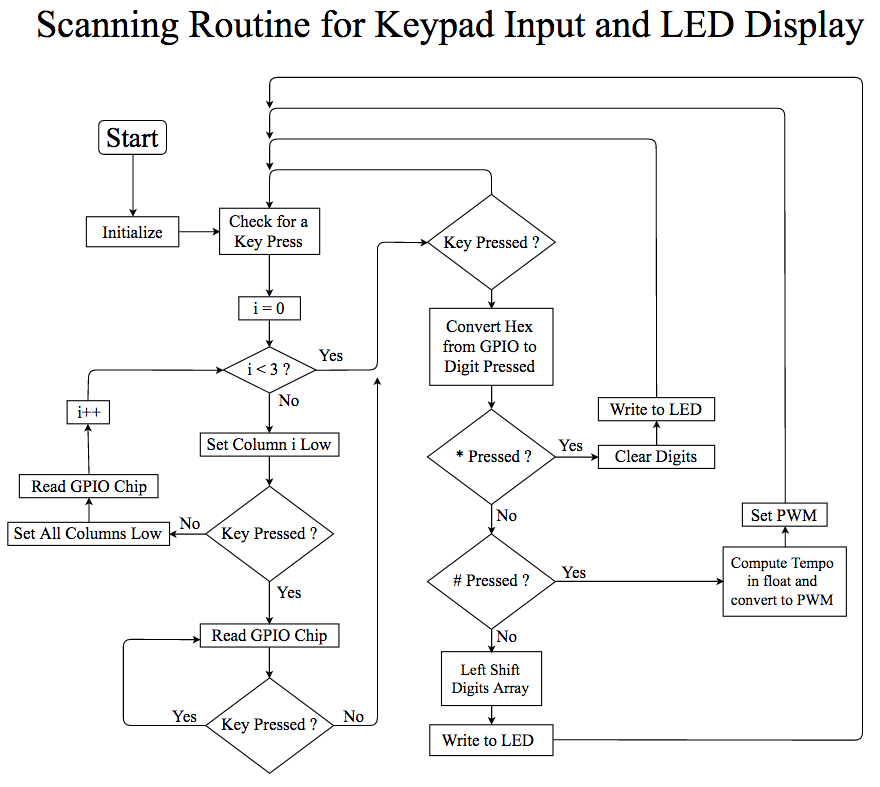 Scanning Routine for Keypad Input and LED Display
Start
Initialize
Check for a
Key Press
i = 0
i < 3 ?
Yes
No
Set Column i Low
Key Pressed ?
No
Set All Columns Low
Read GPIO Chip
i++
Yes
Read GPIO Chip
Key Pressed ?
Yes
No
Key Pressed ?
Convert Hex
from GPIO to
Digit Pressed
* Pressed ?
Yes
Clear Digits
Write to LED
No
# Pressed ?
Yes
Compute Tempo
in float and
convert to PWM
Set PWM
No
Left Shift
Digits Array
Write to LED